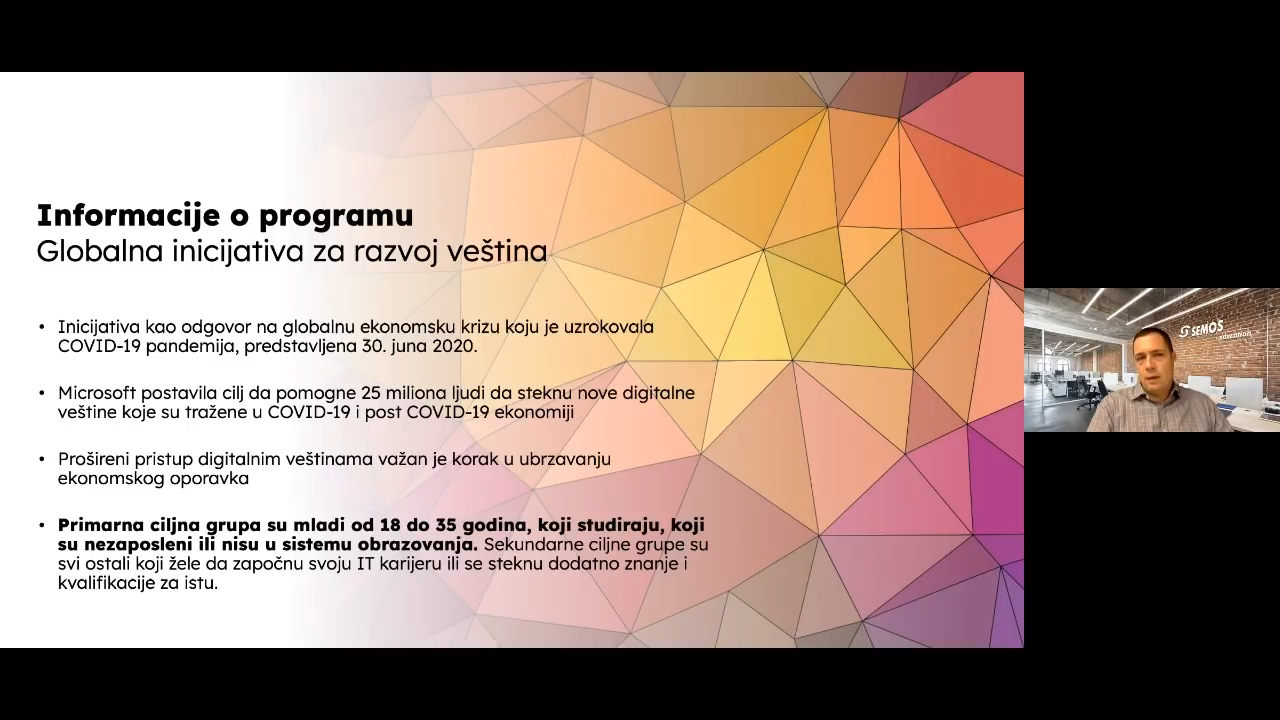 Informacije o programu
Globalna inicijativa za razvoj veština
• Inicijativa kao odgovor na globalnu ekonomsku krizu koju je uzrokovala
COVID-19 pandemija, predstavljena 30. juna 2020.
• Microsoft postavila cilj da pomogne 25 miliona ljudi da steknu nove digitalne
veštine koje su tražene u COVID-19 i post COVID-19 ekonomiji
• Prošireni pristup digitalnim veštinama važan je korak u ubrzavanju
ekonomskog oporavka
• Primarna ciljna grupa su mladi od 18 do 35 godina, koji studiraju, koji
su nezaposleni ili nisu u sistemu obrazovanja. Sekundarne ciljne grupe su
svi ostali koji žele da započnu svoju IT karijeru ili se steknu dodatno znanje i
kvalifikacije za istu.
SEMOS
education